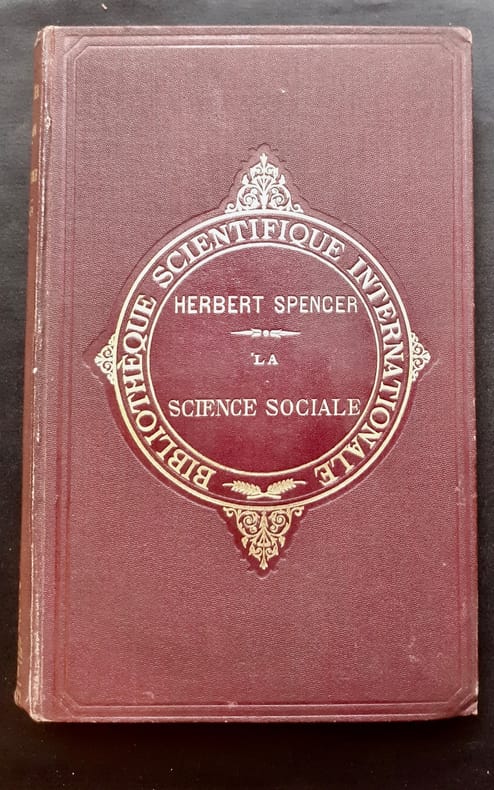 BIBLIOTHÈQUE SCIENTIFIQUE INTERNATIONALE
HERBERT SPENCER
LA
SCIENCE SOCIALE